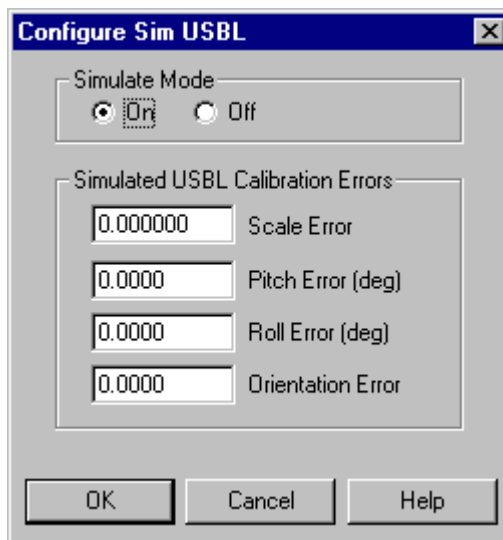 Configure Sim USBL
Simulate Mode
On Off
Simulated USBL Calibration Errors
0.000000 Scale Error
0.0000 Pitch Error (deg)
0.0000 Roll Error (deg)
0.0000 Orientation Error
OK Cancel Help